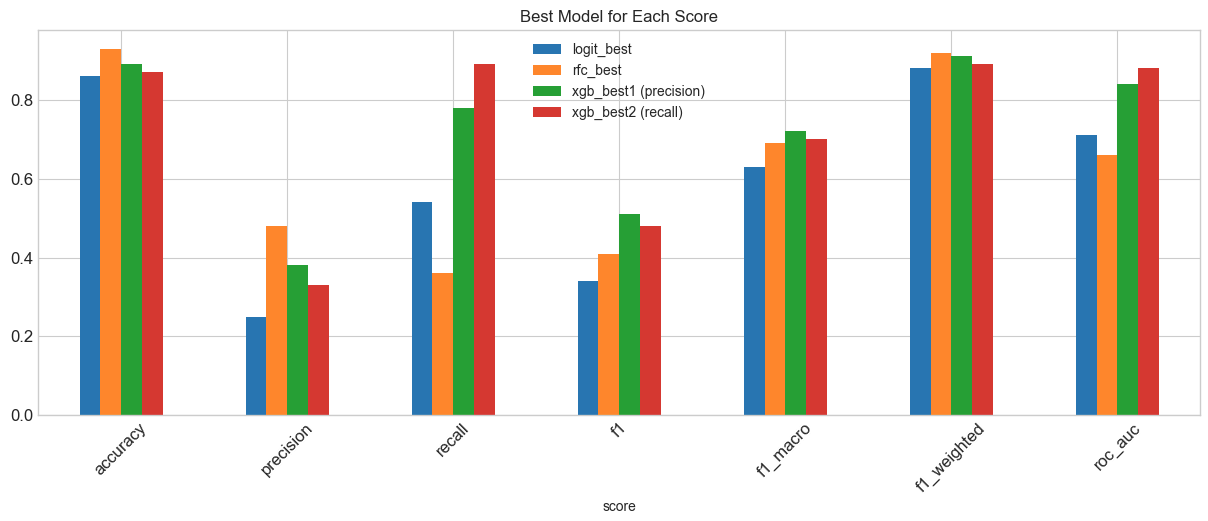 Best Model for Each Score
logit_best
rfc_best
xgb_best1 (precision)
xgb_best2 (recall)
0.8
0.6
0.4
0.2
0.0
accuracy
precision
recall
f1
f1_macro
f1_weighted
roc_auc
score